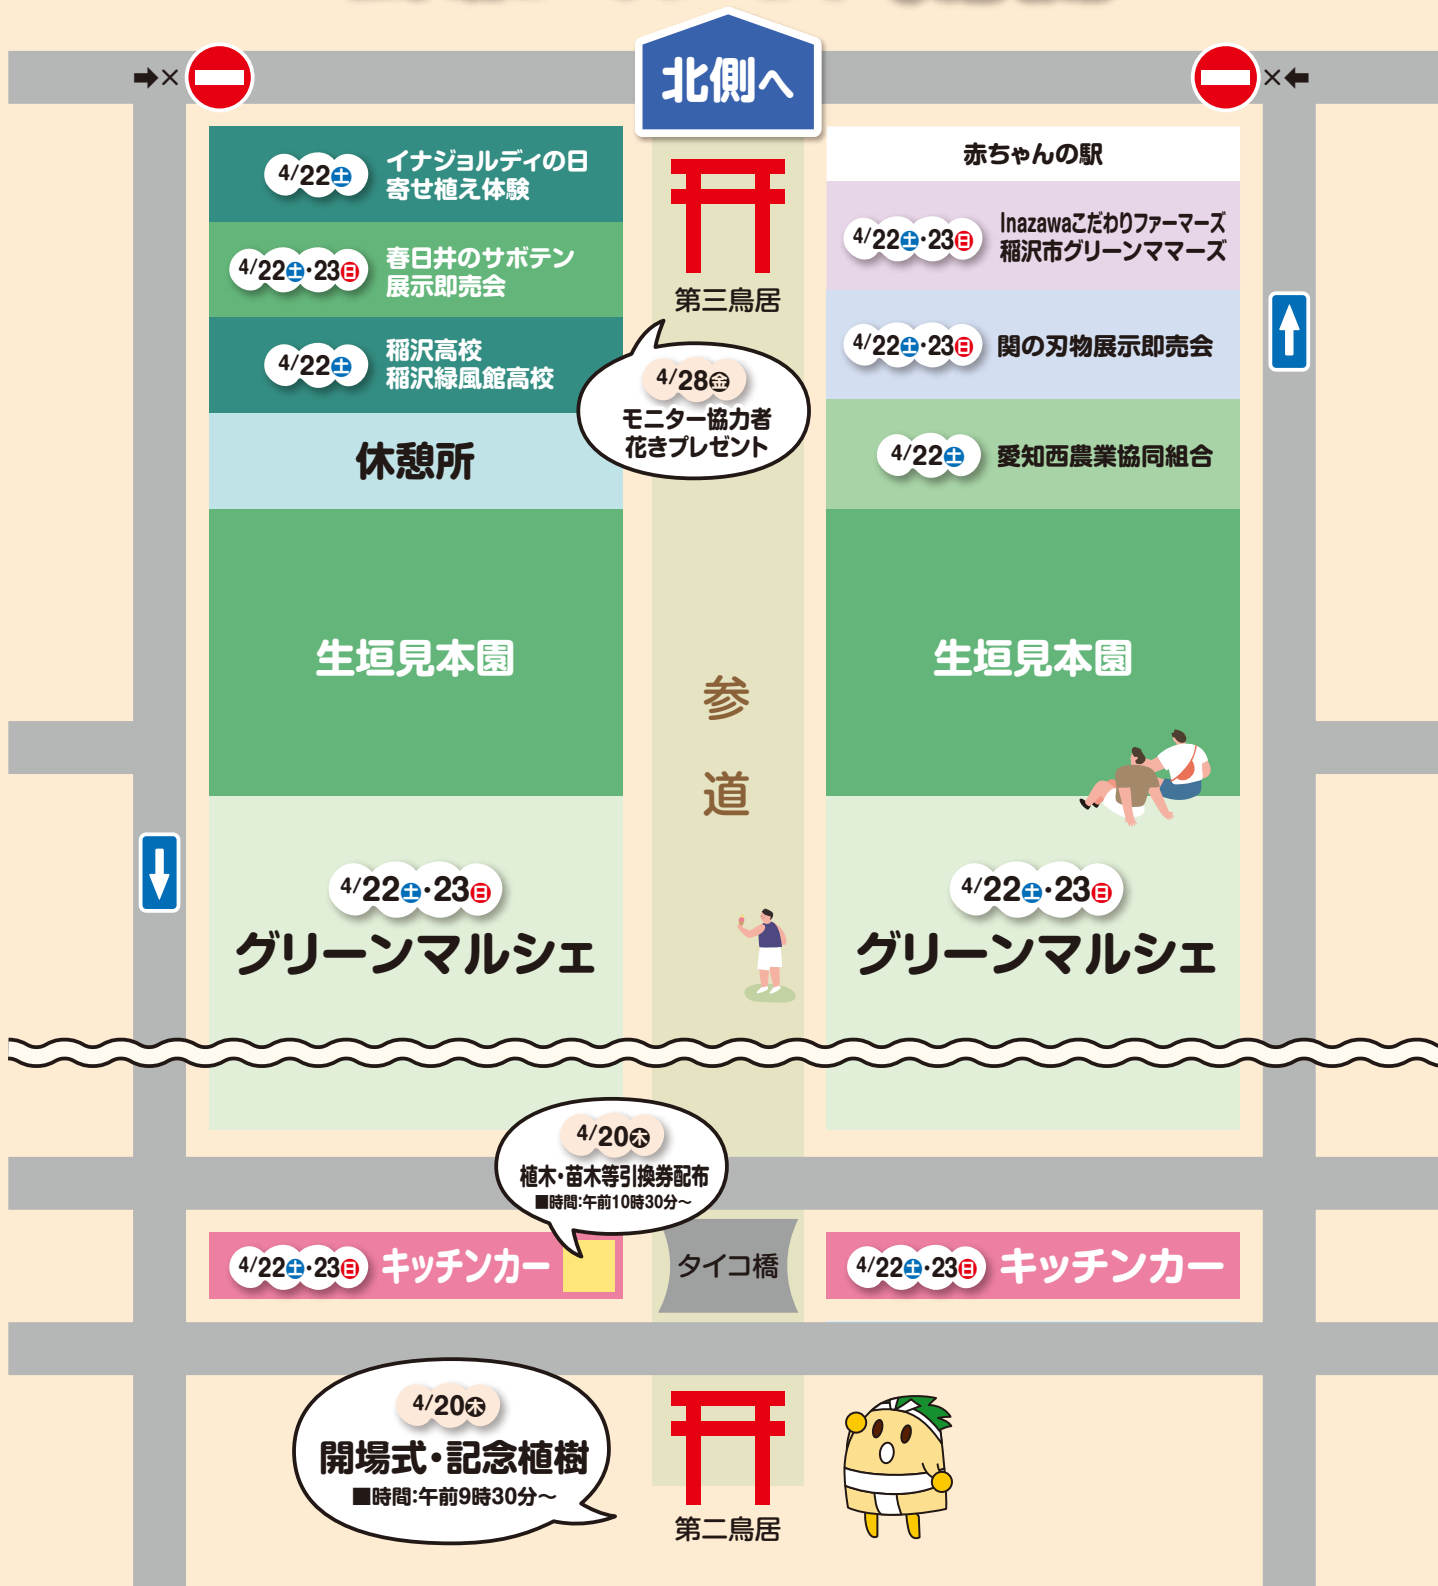 北側へ
4/22土
イナジョルディの日
寄せ植え体験
4/22土・23日
春日井のサボテン
展示即売会
4/22土
稲沢高校
稲沢緑風館高校
休憩所
生垣見本園
4/22土・23日
グリーンマルシェ
第三鳥居
4/28金
モニター協力者
花きプレゼント
参
道
赤ちゃんの駅
4/22土・23日
Inazawaこだわりファーマーズ
稲沢市グリーンママーズ
4/22土・23日
関の刃物展示即売会
4/22土
愛知西農業協同組合
生垣見本園
4/22土・23日
グリーンマルシェ
4/20木
植木・苗木等引換券配布
■時間:午前10時30分～
4/22土・23日
キッチンカー
タイコ橋
4/22土・23日
キッチンカー
4/20木
開場式・記念植樹
■時間:午前9時30分～
第二鳥居